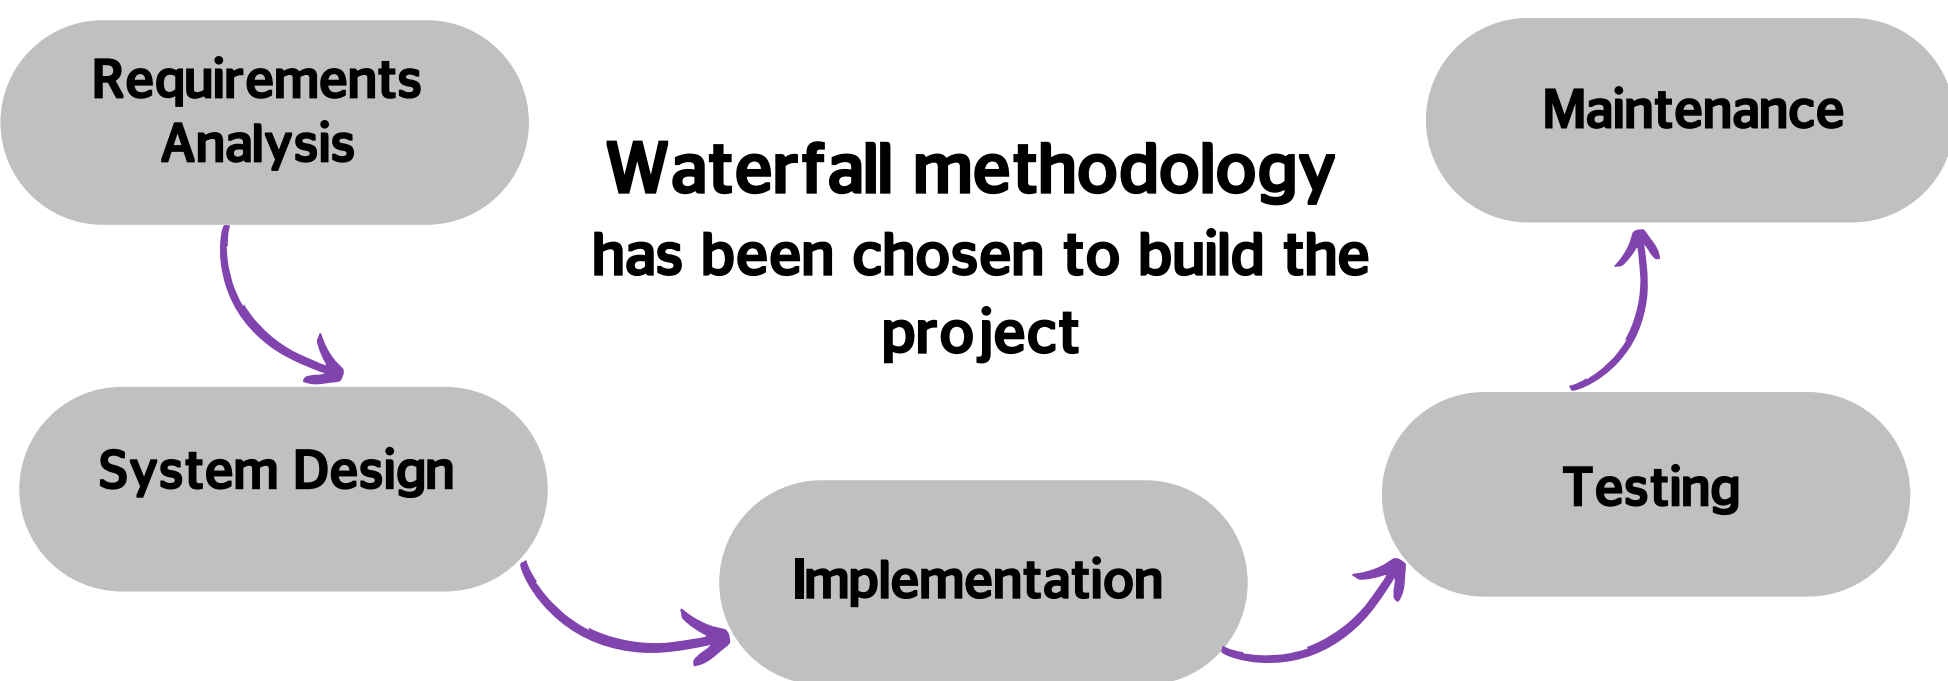 Requirements
Analysis
Waterfall methodology
has been chosen to build the
project
Maintenance
System Design
Implementation
Testing